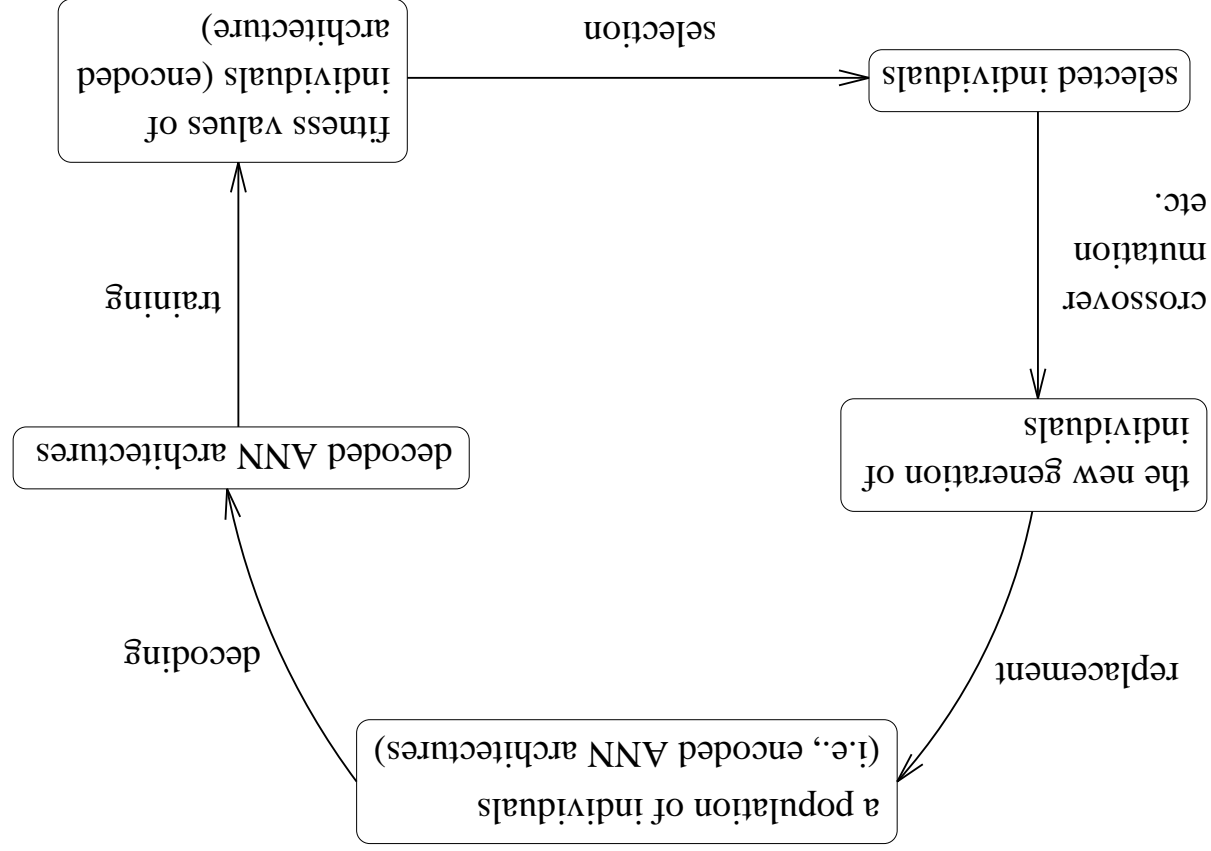 a population of individuals
(i.e., encoded ANN architectures)
replacement
decoding
the new generation of
individuals
decoded ANN architectures
crossover
mutation
etc.
training
selected individuals
selection
fitness values of
individuals (encoded
architecture)